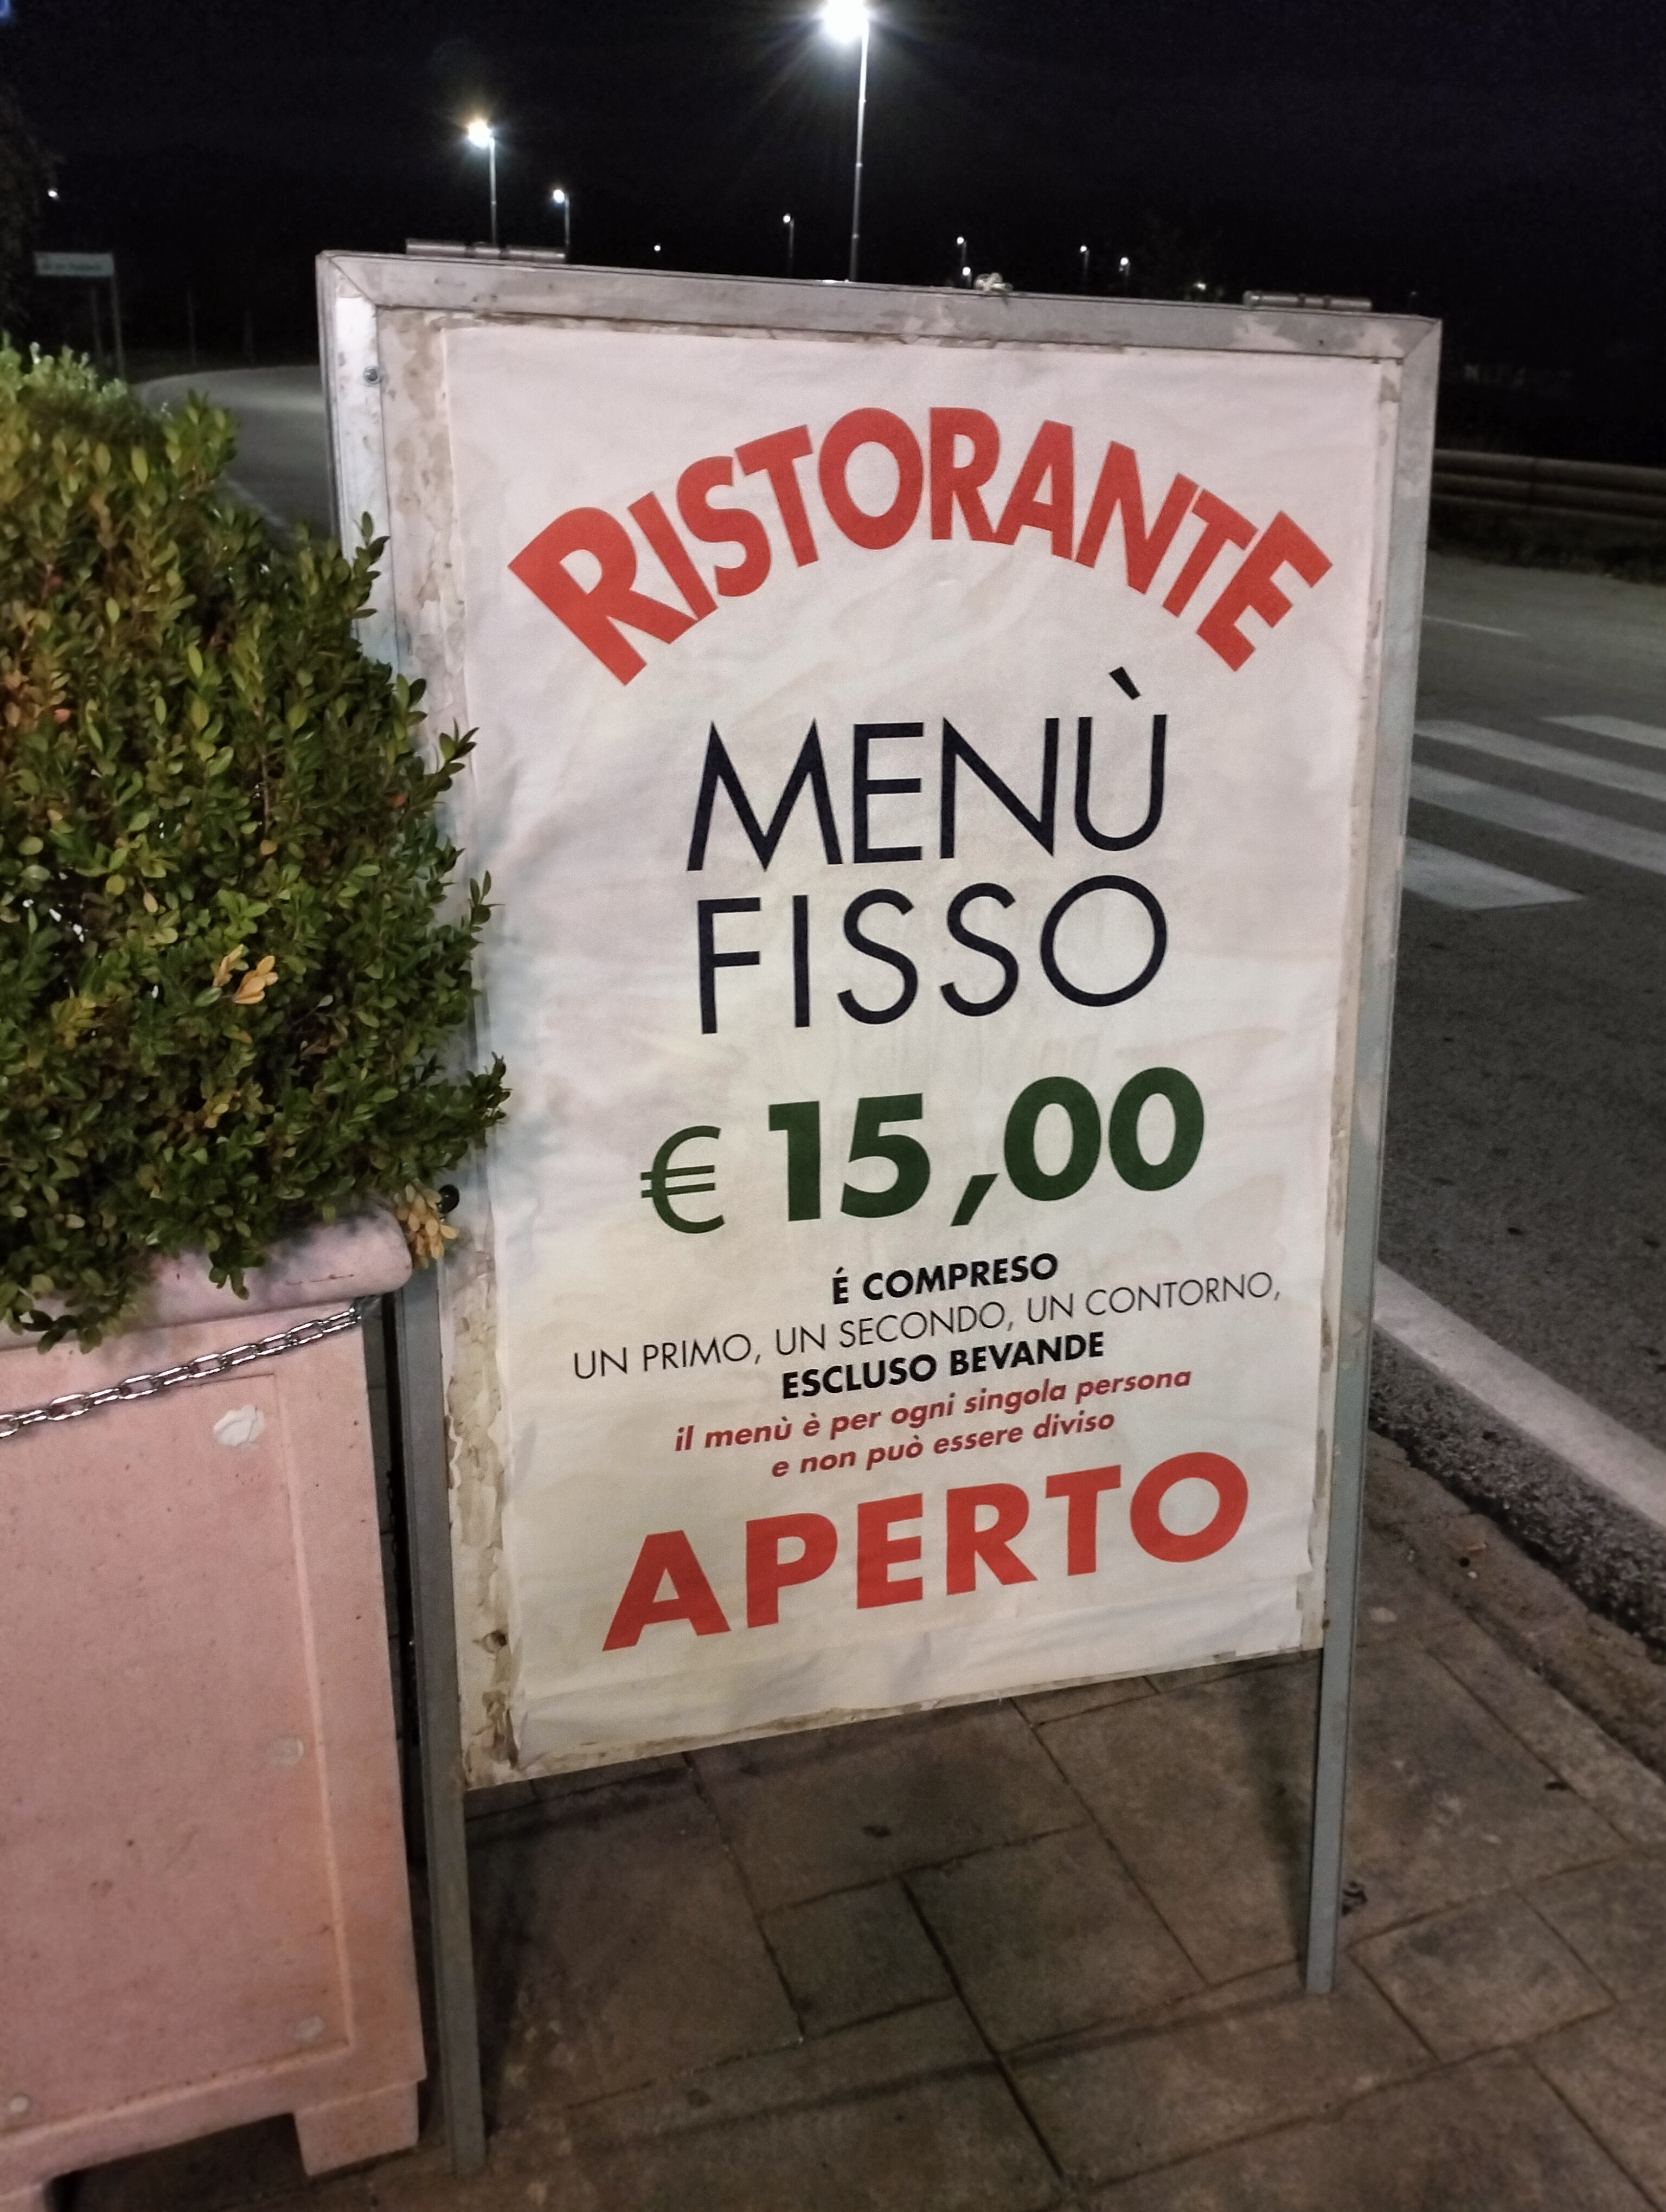 RISTORANTE
MENÙ
FISSO
€ 15,00
É COMPRESO
UN PRIMO, UN SECONDO, UN CONTORNO,
ESCLUSO BEVANDE
il menù è per ogni singola persona
e non può essere diviso
APERTO